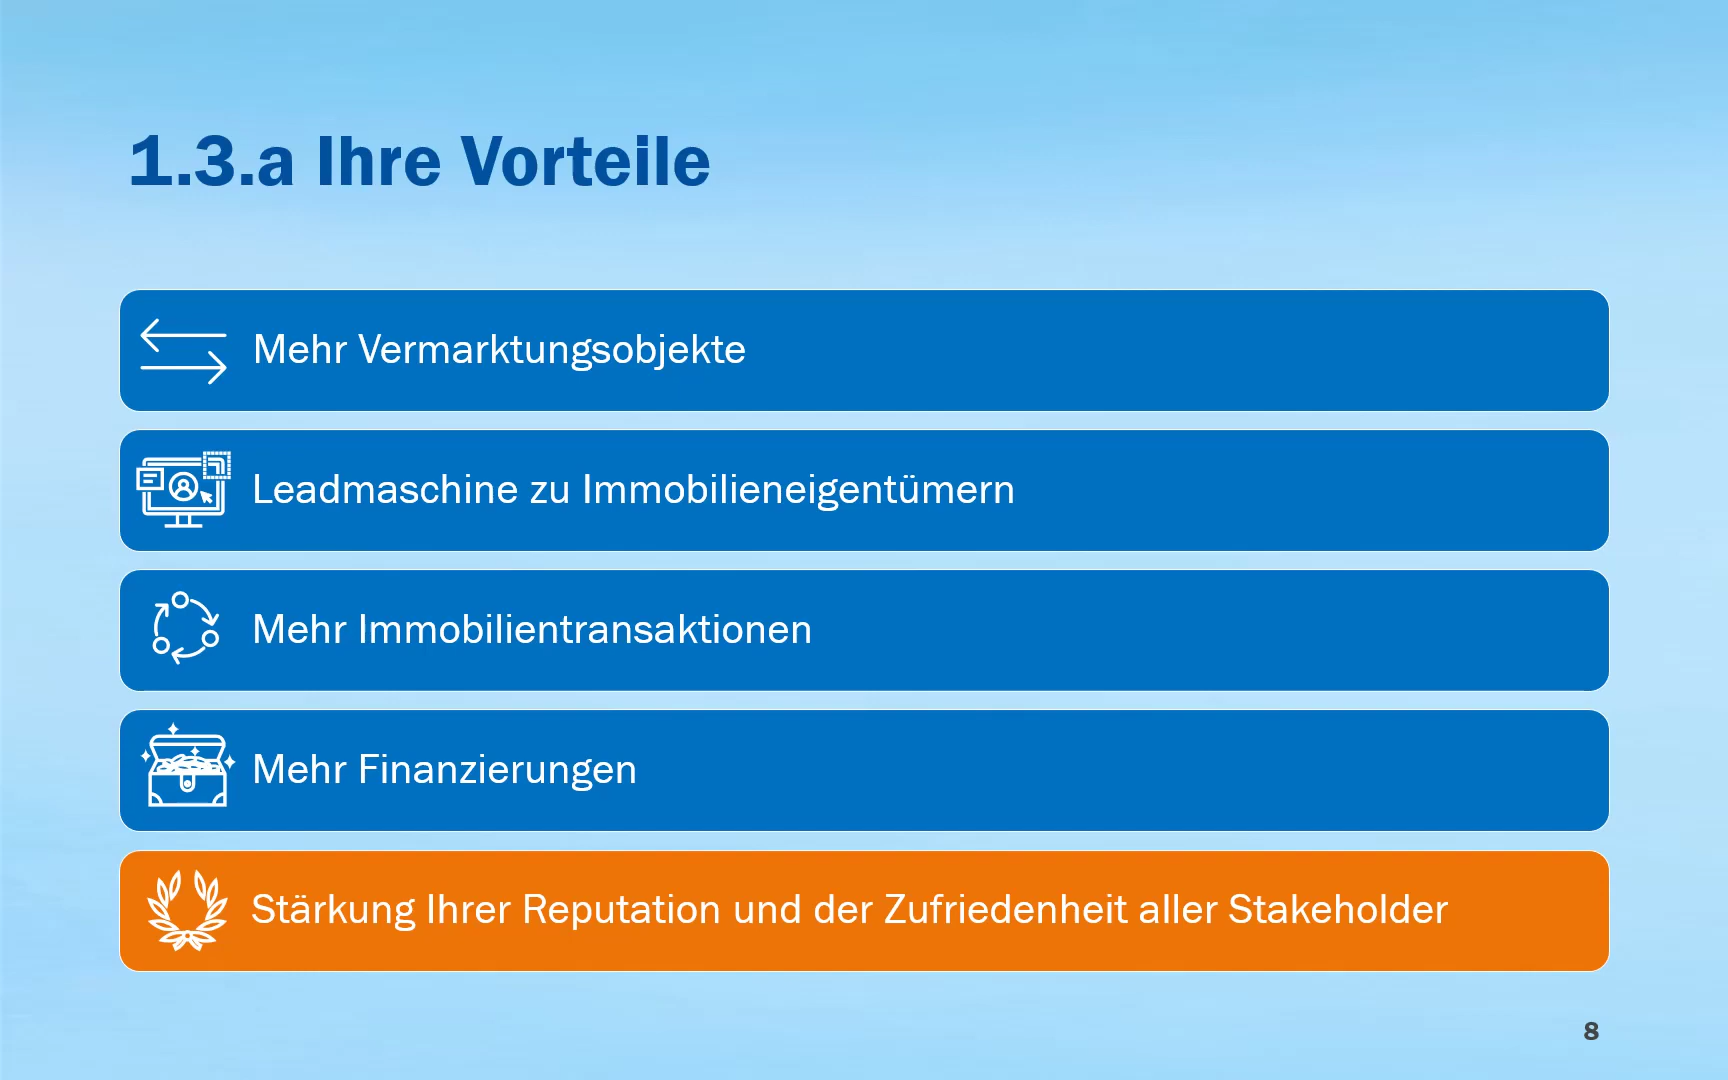 1.3.a Ihre Vorteile
Mehr Vermarktungsobjekte
Leadmaschine zu Immobilieneigentümern
Mehr Immobilientransaktionen
Mehr Finanzierungen
Stärkung Ihrer Reputation und der Zufriedenheit aller Stakeholder
8